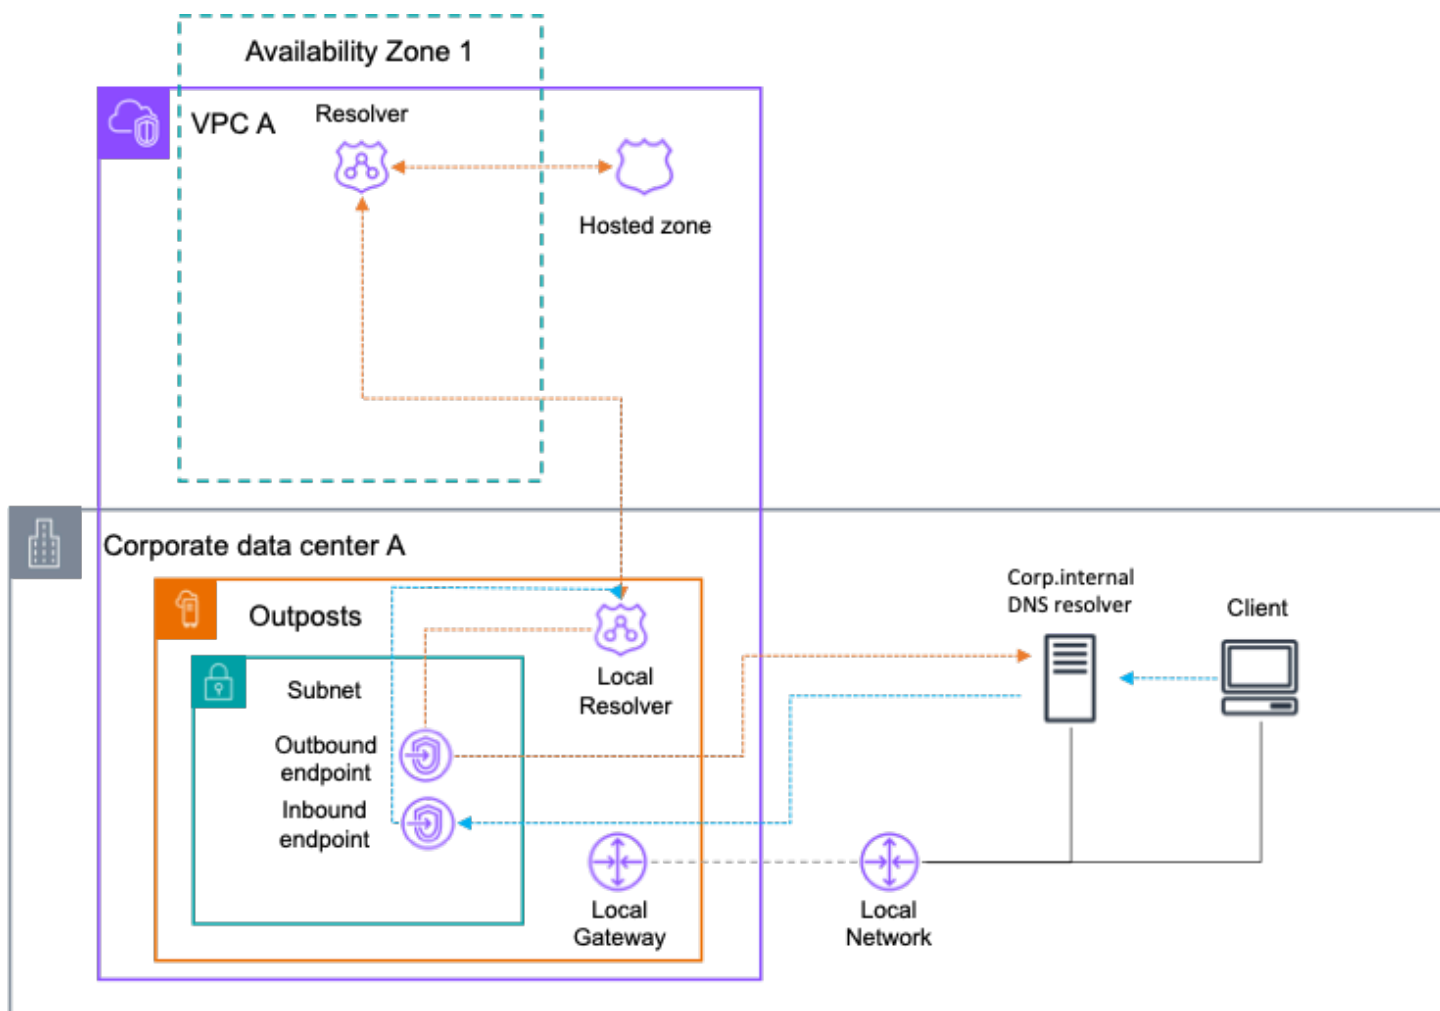 Availability Zone 1
VPC A
Resolver
Hosted zone
Corporate data center A
Outposts
Local
Resolver
Subnet
Outbound
endpoint
Inbound
endpoint
Local
Gateway
Local
Network
Corp.internal
DNS resolver
Client